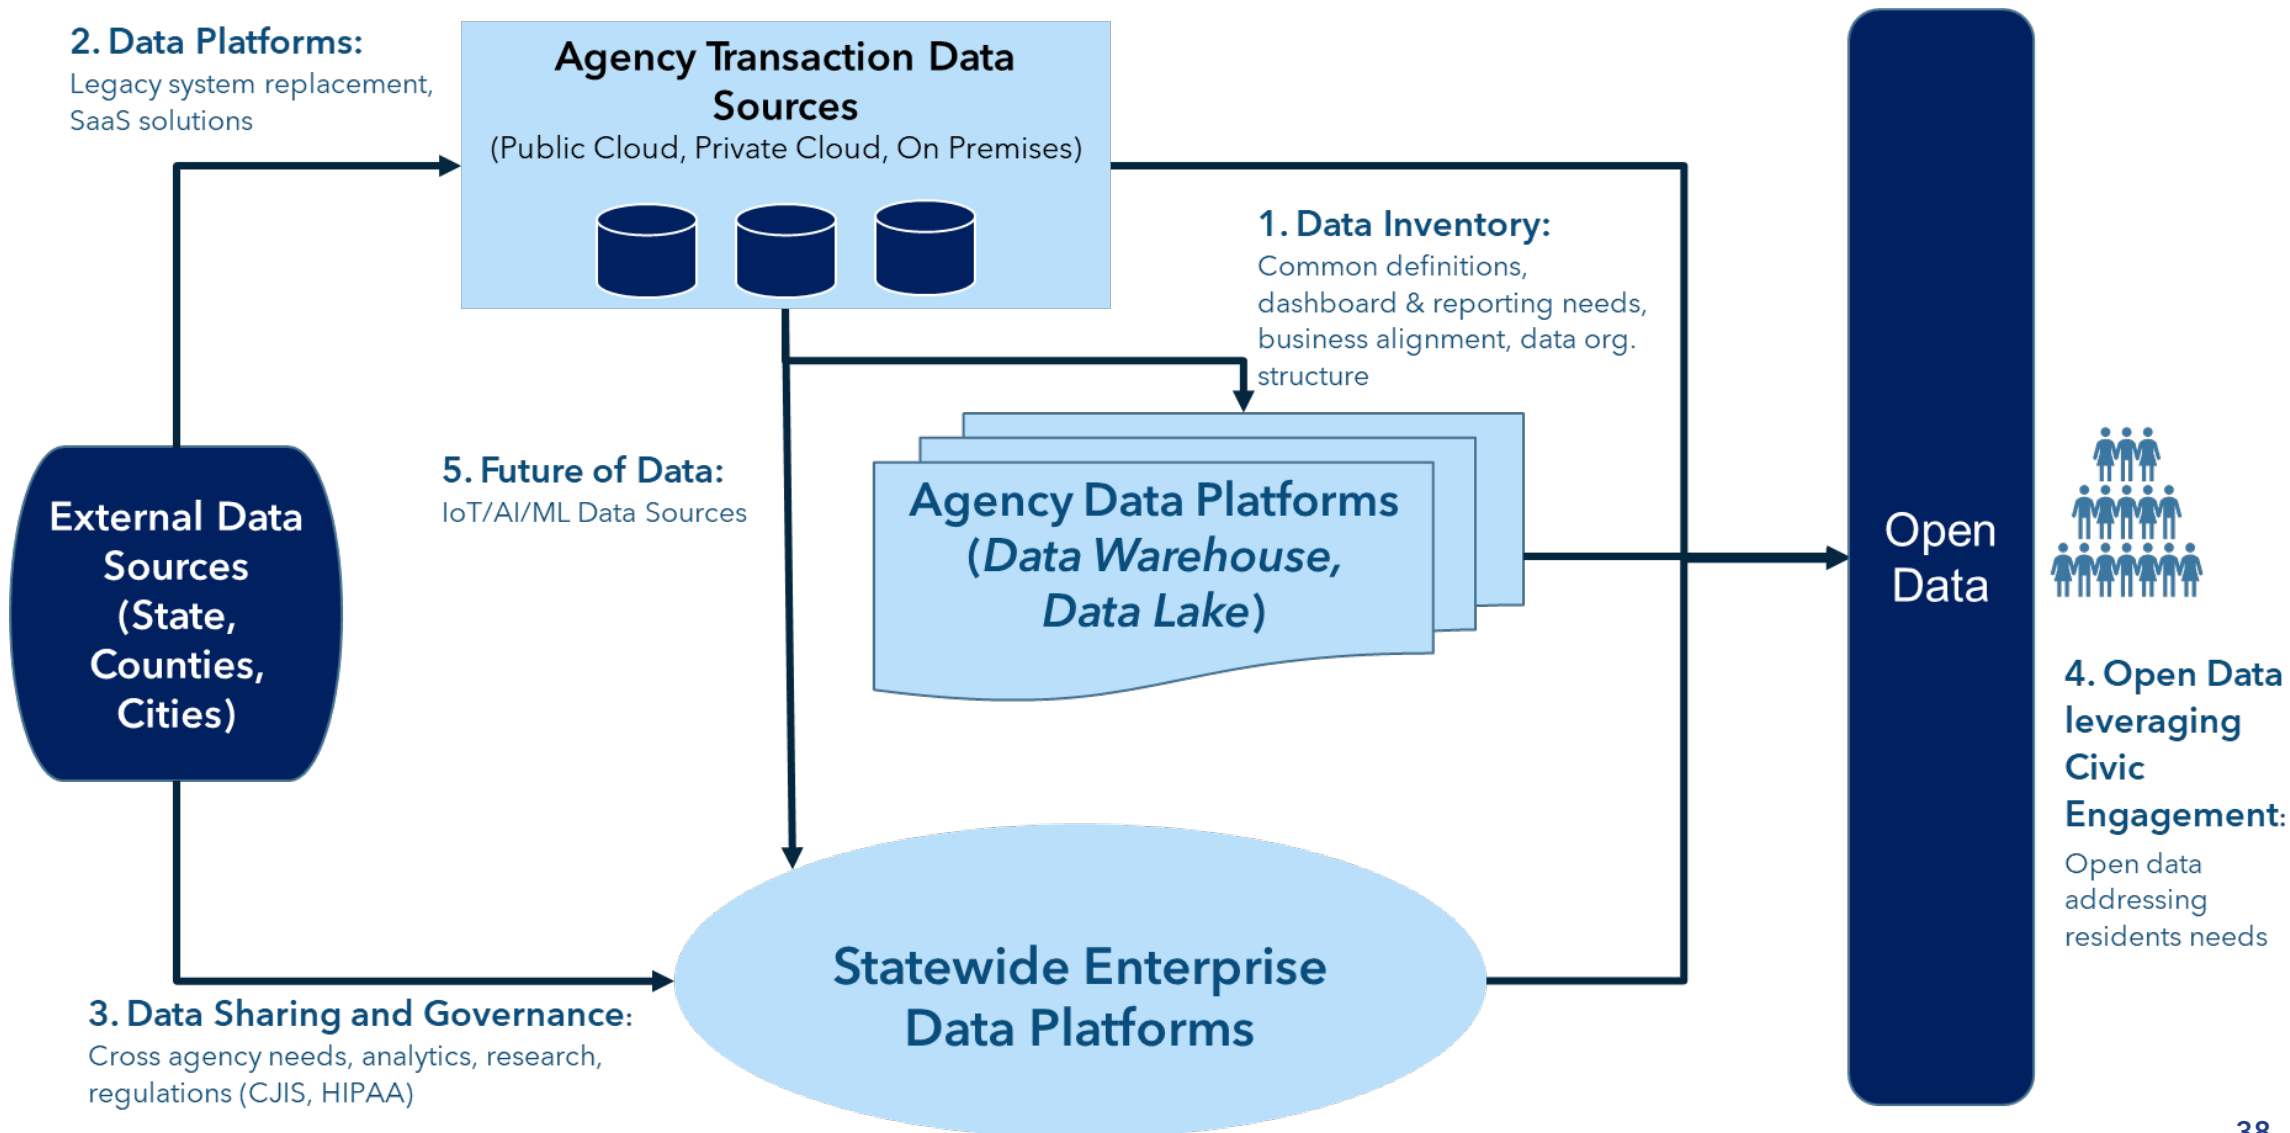 2. Data Platforms:
Legacy system replacement,
SaaS solutions
Agency Transaction Data
Sources
(Public Cloud, Private Cloud, On Premises)
1. Data Inventory:
Common definitions,
dashboard & reporting needs,
business alignment, data org.
structure
External Data
Sources
(State,
Counties,
Cities)
5. Future of Data:
IoT/AI/ML Data Sources
Agency Data Platforms
(Data Warehouse,
Data Lake)
Open
Data
4. Open Data
leveraging
Civic
Engagement:
Open data
addressing
residents needs
3. Data Sharing and Governance:
Cross agency needs, analytics, research,
regulations (CJIS, HIPAA)
Statewide Enterprise
Data Platforms
38